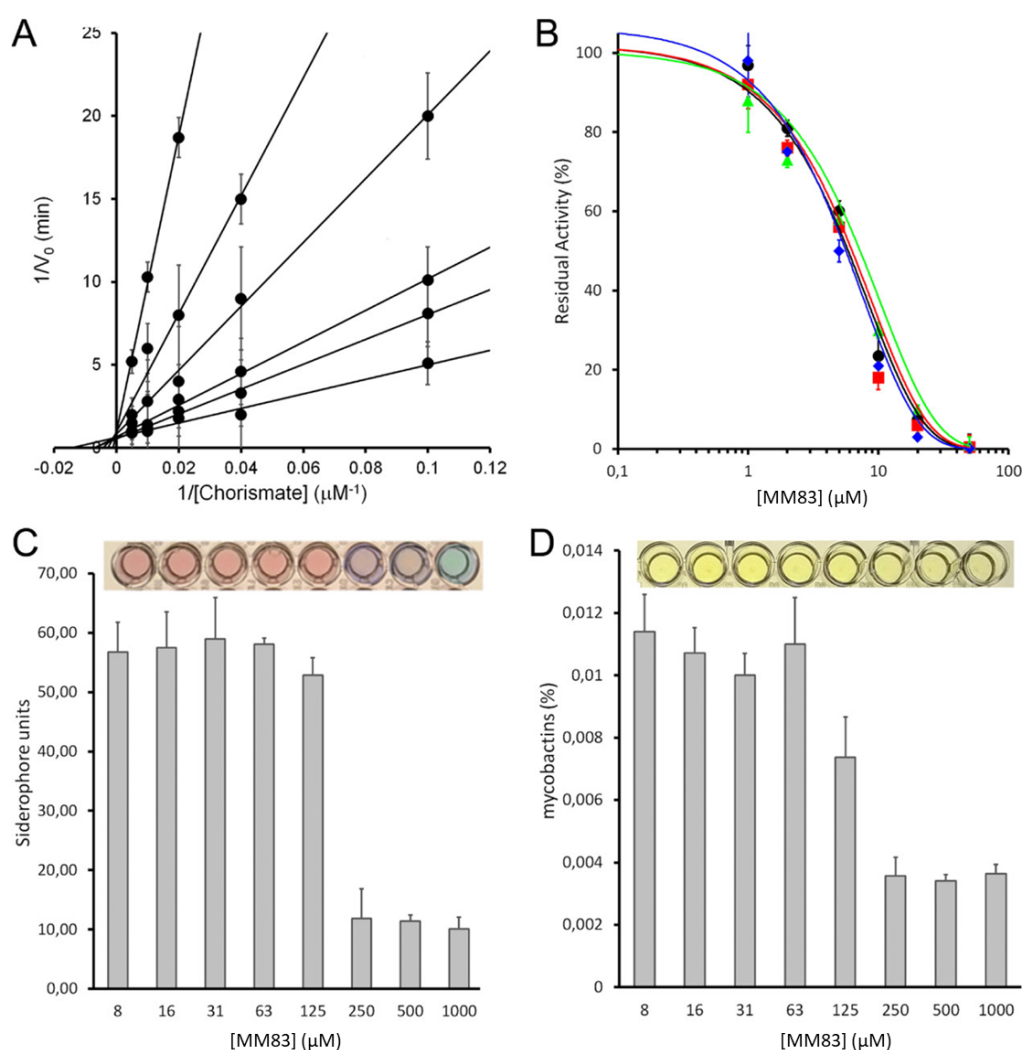 A
25
20
15
10
5
0
1/V0 (min)
-0.02 0 0.02 0.04 0.06 0.08 0.1 0.12
1/[Chorismate] (μM-1)
B
100
80
60
40
20
0
Residual Activity (%)
0,1 1 10 100
[MM83] (μM)
C
70,00
60,00
50,00
40,00
30,00
20,00
10,00
0,00
Siderophore units
8 16 31 63 125 250 500 1000
[MM83] (μM)
D
0,014
0,012
0,01
0,008
0,006
0,004
0,002
0
mycobactins (%)
8 16 31 63 125 250 500 1000
[MM83] (μM)